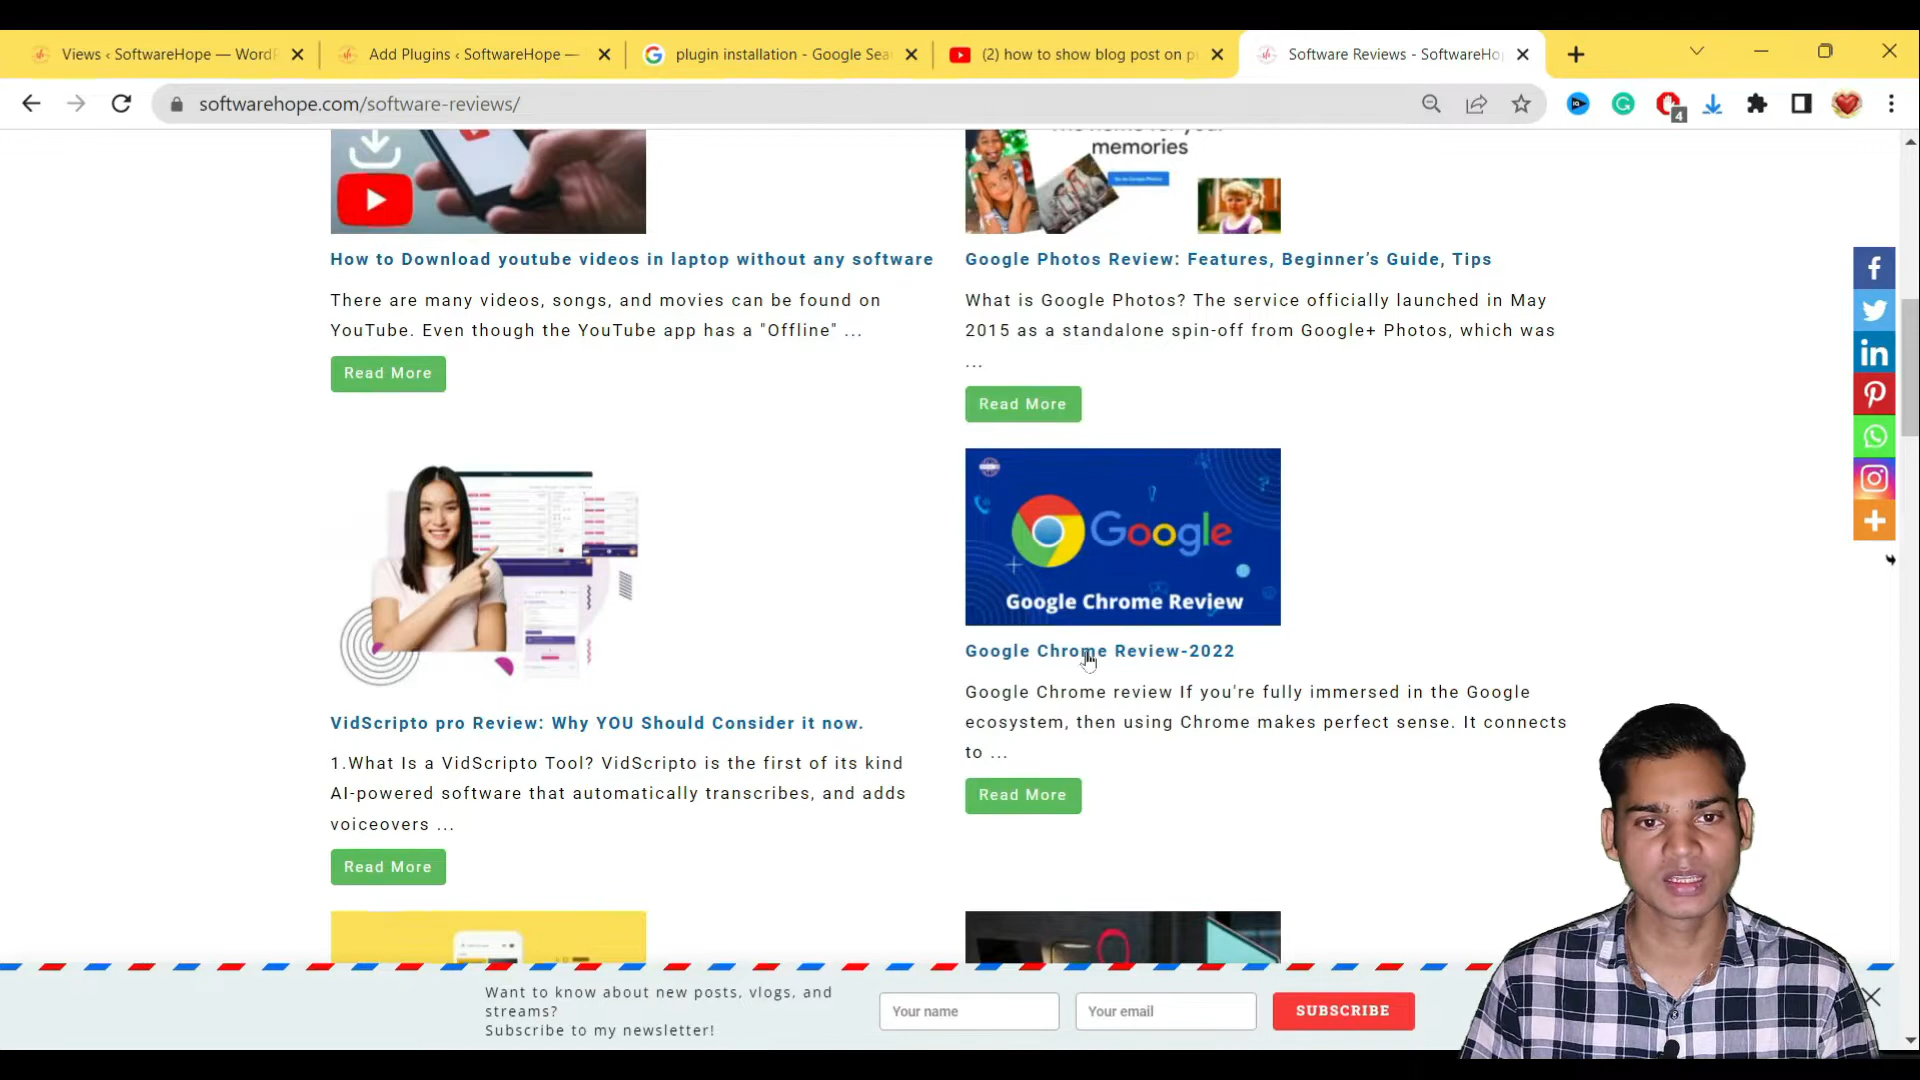 Views ‹ SoftwareHope — WordP
Add Plugins ‹ SoftwareHope —
plugin installation - Google Sea
(2) how to show blog post on p
Software Reviews - SoftwareHo
softwarehope.com/software-reviews/
4
memories
How to Download youtube videos in laptop without any software
There are many videos, songs, and movies can be found on
YouTube. Even though the YouTube app has a "Offline" ...
Read More
Google Photos Review: Features, Beginner’s Guide, Tips
What is Google Photos? The service officially launched in May
2015 as a standalone spin-off from Google+ Photos, which was
...
Read More
VidScripto pro Review: Why YOU Should Consider it now.
1.What Is a VidScripto Tool? VidScripto is the first of its kind
AI-powered software that automatically transcribes, and adds
voiceovers ...
Read More
Google
Google Chrome Review
Google Chrome Review-2022
Google Chrome review If you're fully immersed in the Google
ecosystem, then using Chrome makes perfect sense. It connects
to ...
Read More
Want to know about new posts, vlogs, and
streams?
Subscribe to my newsletter!
Your name
Your email
SUBSCRIBE